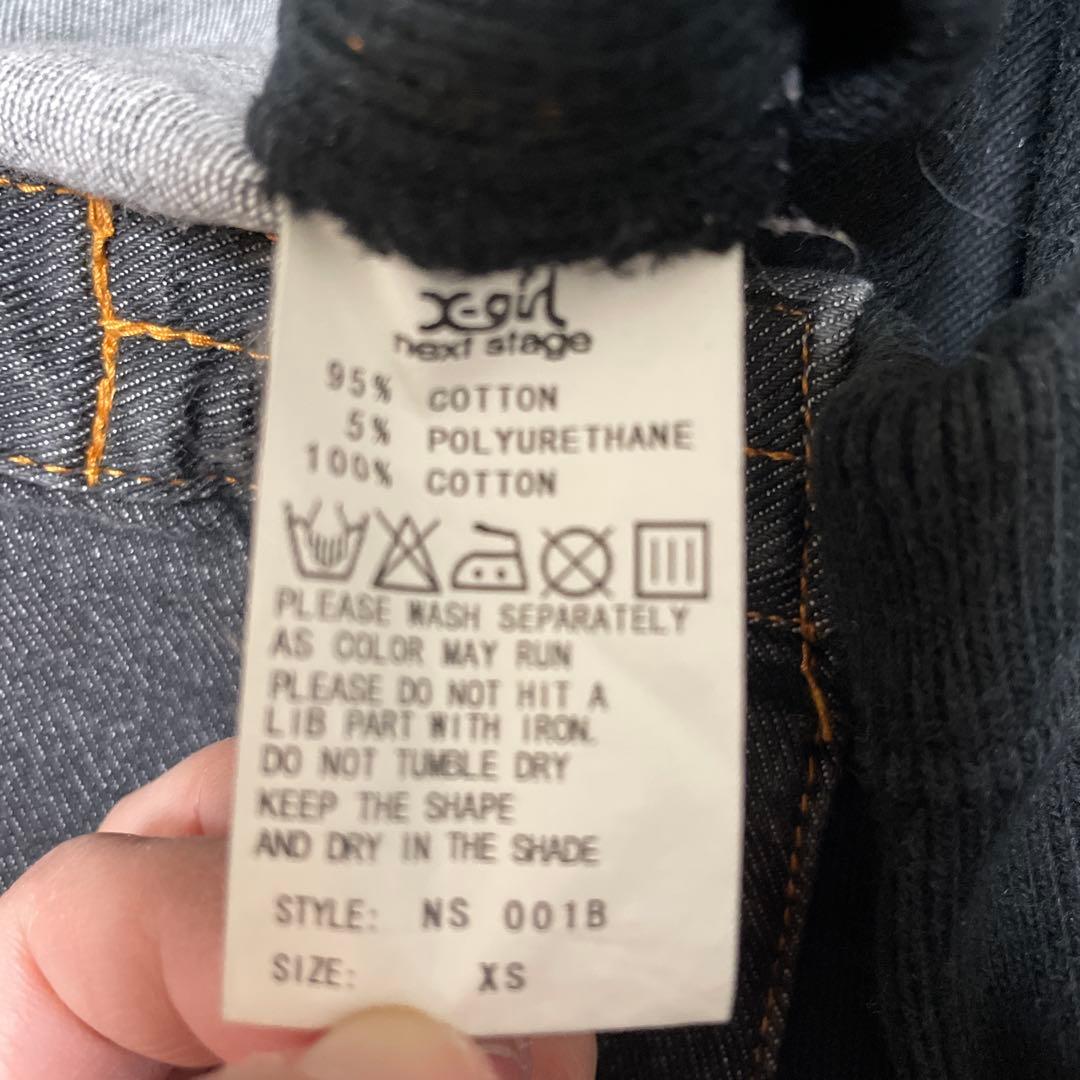 X-girl
next stage
95% COTTON
5% POLYURETHANE
100% COTTON
PLEASE WASH SEPARATELY
AS COLOR MAY RUN
PLEASE DO NOT HIT A
LIB PART WITH IRON.
DO NOT TUMBLE DRY
KEEP THE SHAPE
AND DRY IN THE SHADE
STYLE: NS 001B
SIZE: XS